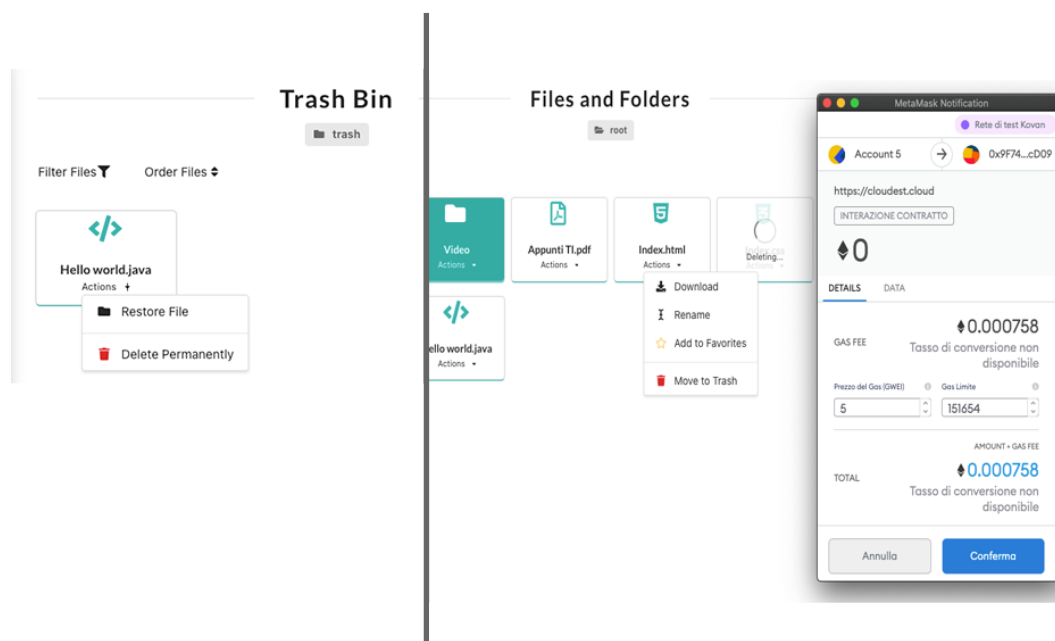 Trash Bin
trash
Filter Files
Order Files
Hello world.java
Actions
Restore File
Delete Permanently
Files and Folders
root
Video
Actions
Appunti TI.pdf
Actions
Index.html
Actions
Index.css
Deleting...
Actions
Download
Rename
Add to Favorites
Move to Trash
ello world.java
Actions
MetaMask Notification
Rete di test Kovan
Account 5
0x9F74...cD09
https://cloudest.cloud
INTERAZIONE CONTRATTO
0
DETAILS
DATA
GAS FEE
0.000758
Tasso di conversione non
disponibile
Prezzo del Gas (GWEI)
Gas Limite
5
151654
AMOUNT + GAS FEE
TOTAL
0.000758
Tasso di conversione non
disponibile
Annulla
Conferma